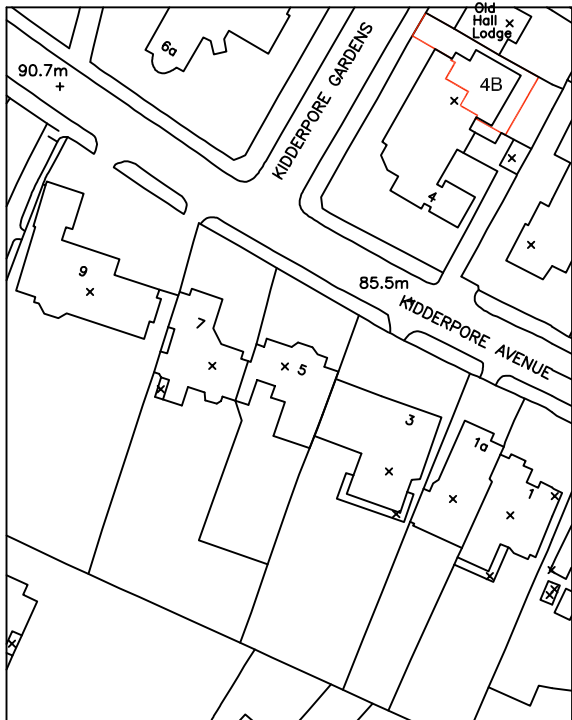 Old
Hall
Lodge
6a
90.7m
KIDDERPORE GARDENS
4B
4
9
85.5m
KIDDERPORE AVENUE
7
5
3
1a
1